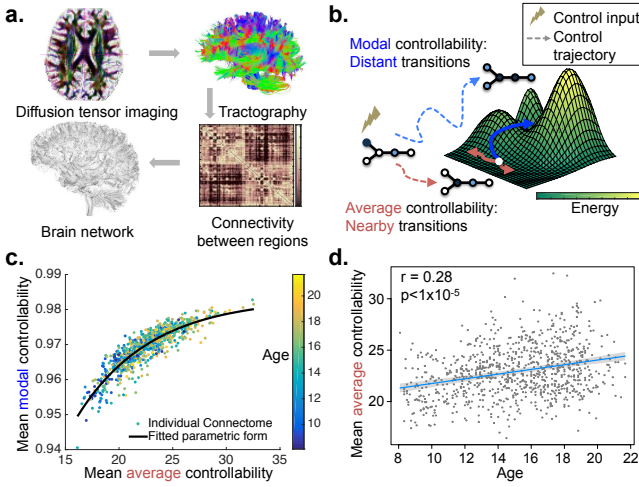 a.
Diffusion tensor imaging
Tractography
Brain network
Connectivity
between regions
b.
Control input
Control
trajectory
Modal controllability:
Distant transitions
Average controllability:
Nearby transitions
Energy
c.
Mean modal controllability
0.99
0.98
0.97
0.96
0.95
0.94
15 20 25 30 35
Mean average controllability
Individual Connectome
Fitted parametric form
Age
20
18
16
14
12
10
d.
Mean average controllability
r = 0.28
p<1x10⁻⁵
30
26
22
18
8 10 12 14 16 18 20 22
Age